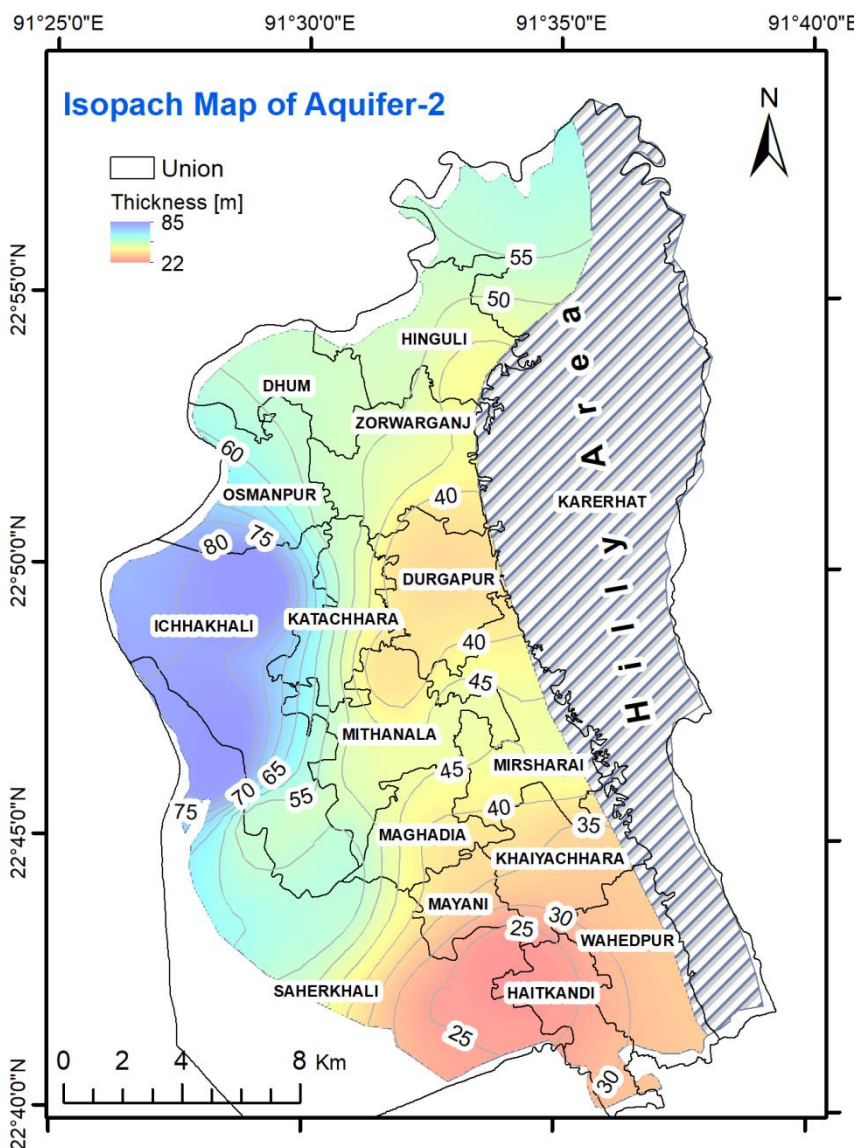 91°25'0"E 91°30'0"E 91°35'0"E 91°40'0"E
Isopach Map of Aquifer-2
N
Union
Thickness [m]
85
22
22°55'0"N
22°50'0"N
22°45'0"N
22°40'0"N
55
50
HINGULI
DHUM
ZORWARGANJ
60
OSMANPUR
40
KARERHAT
Hilly Area
80
75
DURGAPUR
ICHHAKHALI
KATACHHARA
40
45
MITHANALA
MIRSHARAI
65
45
70
55
40
75
35
MAGHADIA
KHAIYACHHARA
MAYANI
30
25
WAHEDPUR
SAHERKHALI
HAITKANDI
25
30
0 2 4 8 Km